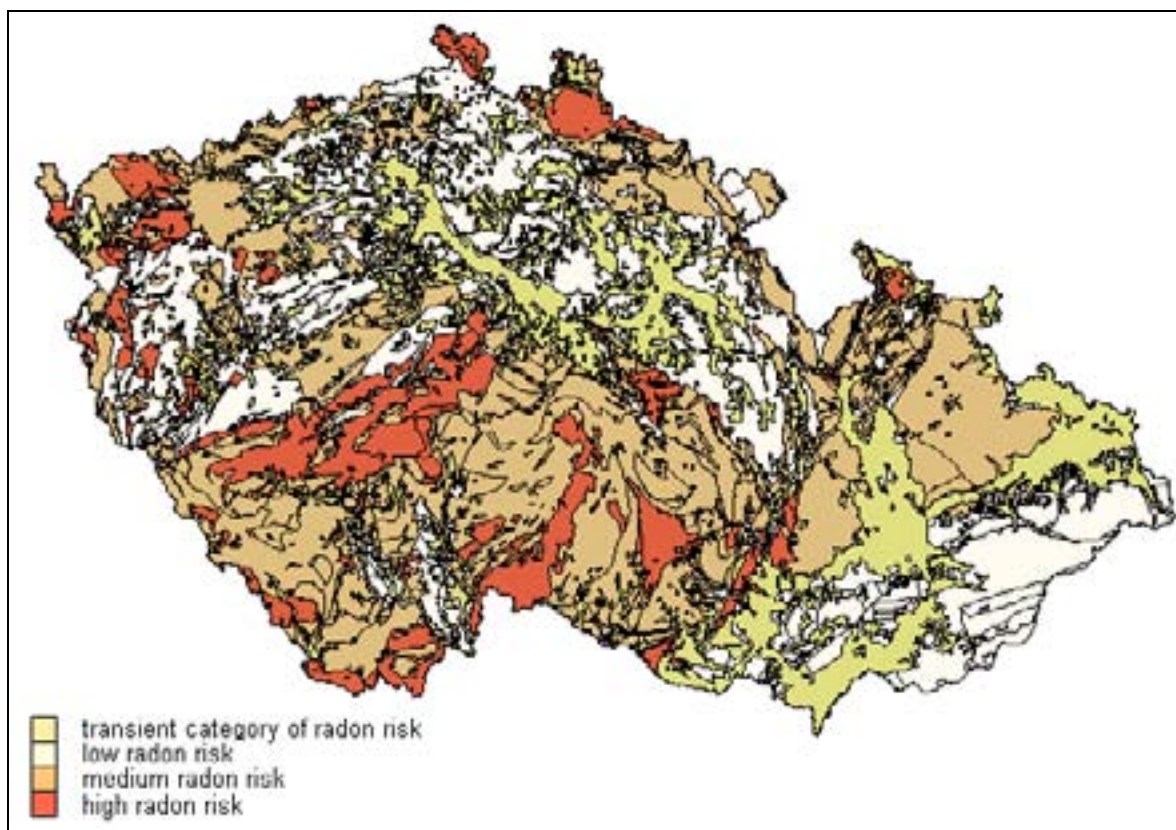 transient category of radon risk
low radon risk
medium radon risk
high radon risk